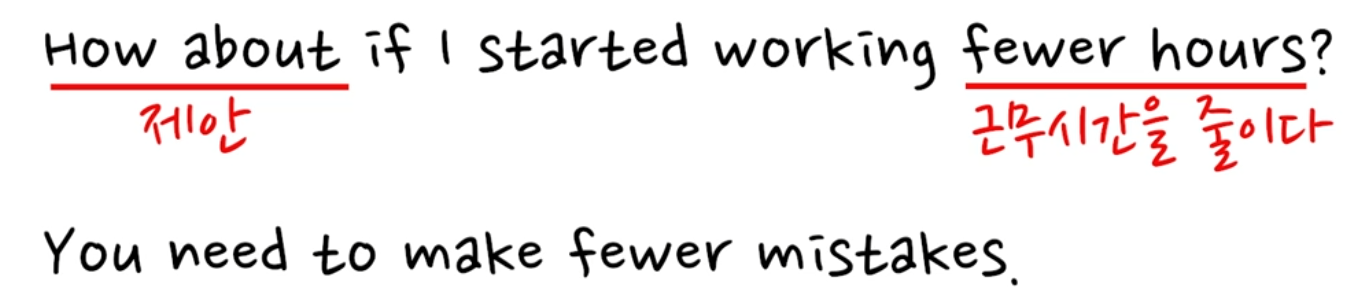 How about if I started working fewer hours?
제안 근무시간을 줄이다
You need to make fewer mistakes.